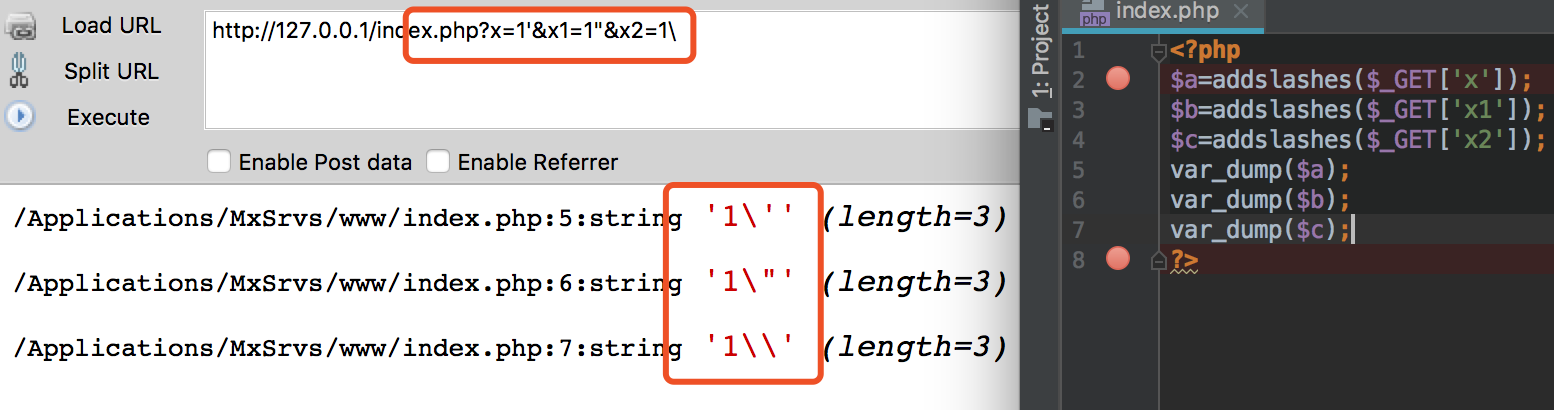 Load URL
http://127.0.0.1/index.php?x=1'&x1=1"&x2=1\
Split URL
Execute
Enable Post data
Enable Referrer
/Applications/MxSrvs/www/index.php:5:string '1\'' (length=3)
/Applications/MxSrvs/www/index.php:6:string '1\"' (length=3)
/Applications/MxSrvs/www/index.php:7:string '1\\' (length=3)
1: Project
php index.php
1 <?php
2 $a=addslashes($_GET['x']);
3 $b=addslashes($_GET['x1']);
4 $c=addslashes($_GET['x2']);
5 var_dump($a);
6 var_dump($b);
7 var_dump($c);
8 ?>